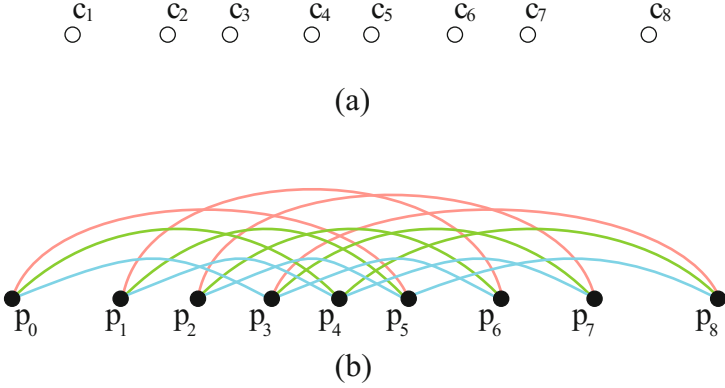 c₁ c₂ c₃ c₄ c₅ c₆ c₇ c₈
(a)
p₀ p₁ p₂ p₃ p₄ p₅ p₆ p₇ p₈
(b)